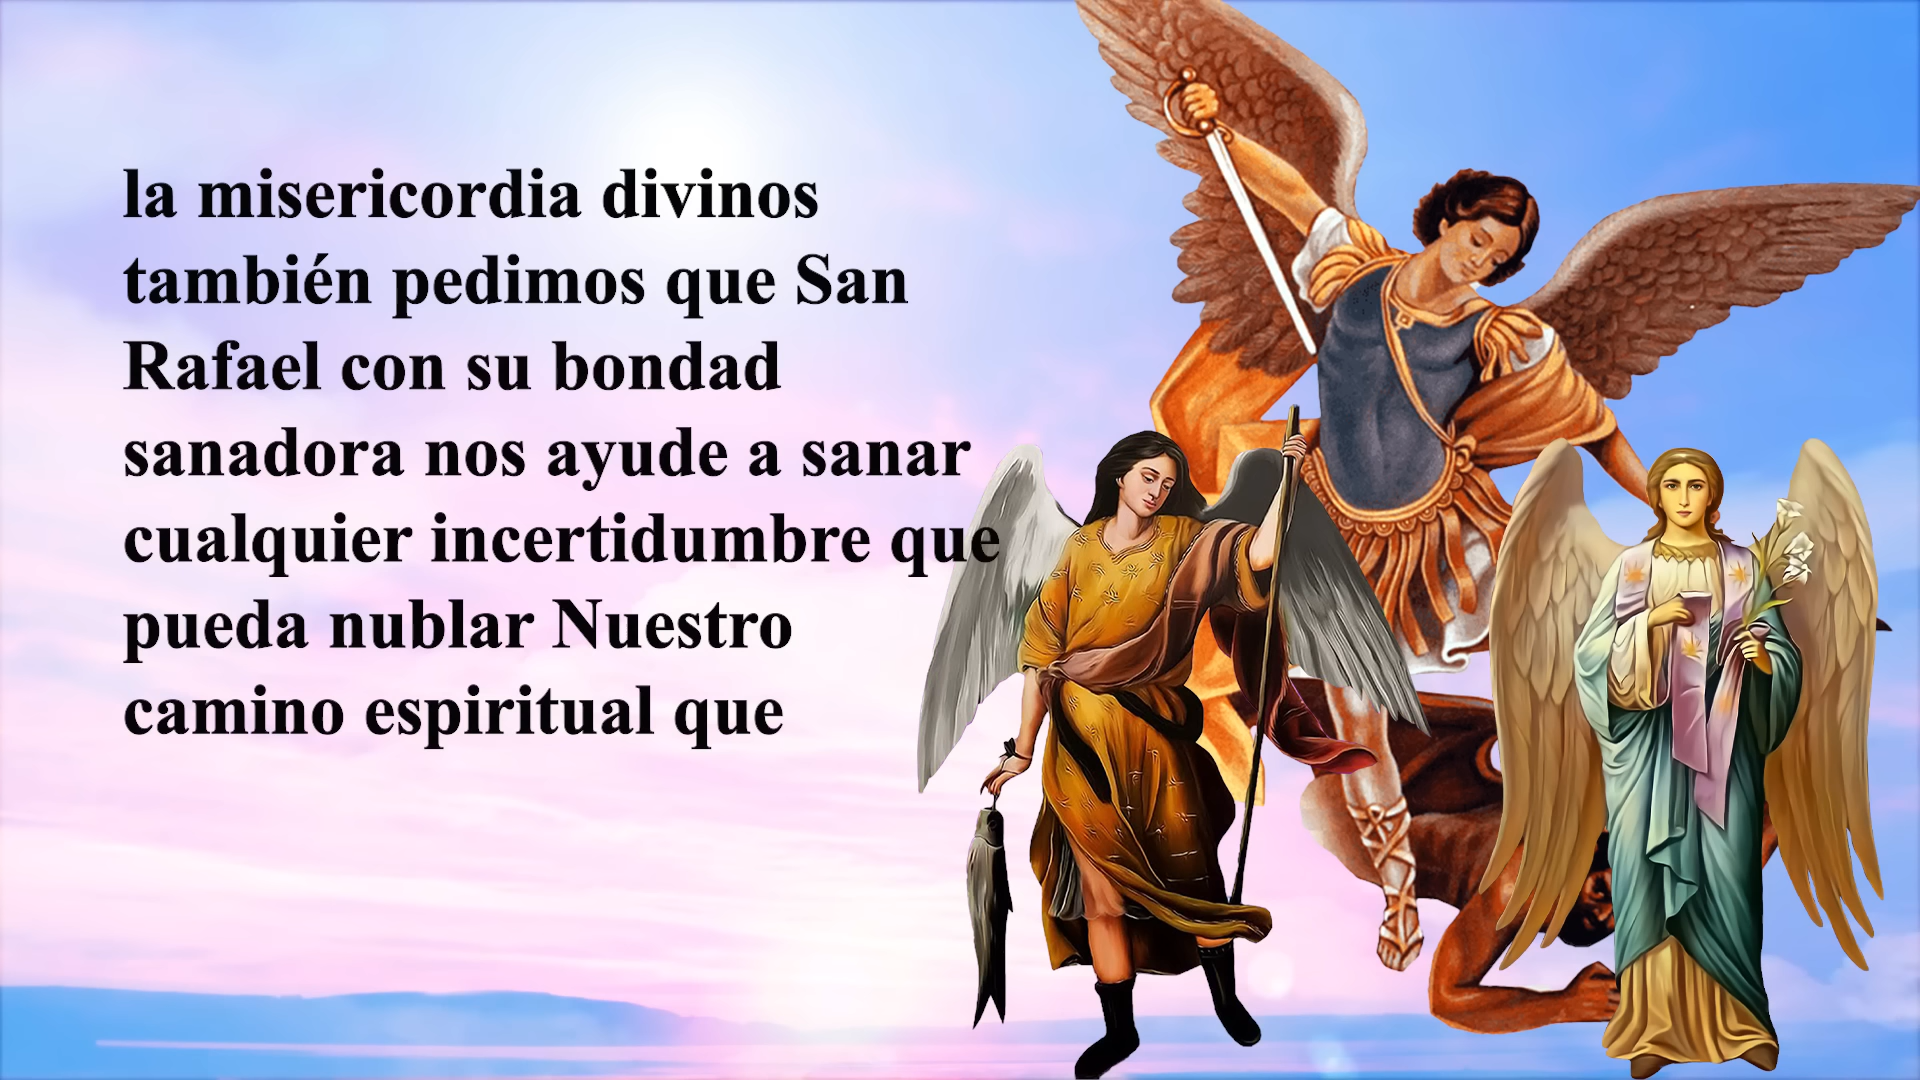 la misericordia divinos
también pedimos que San
Rafael con su bondad
sanadora nos ayude a sanar
cualquier incertidumbre que
pueda nublar Nuestro
camino espiritual que